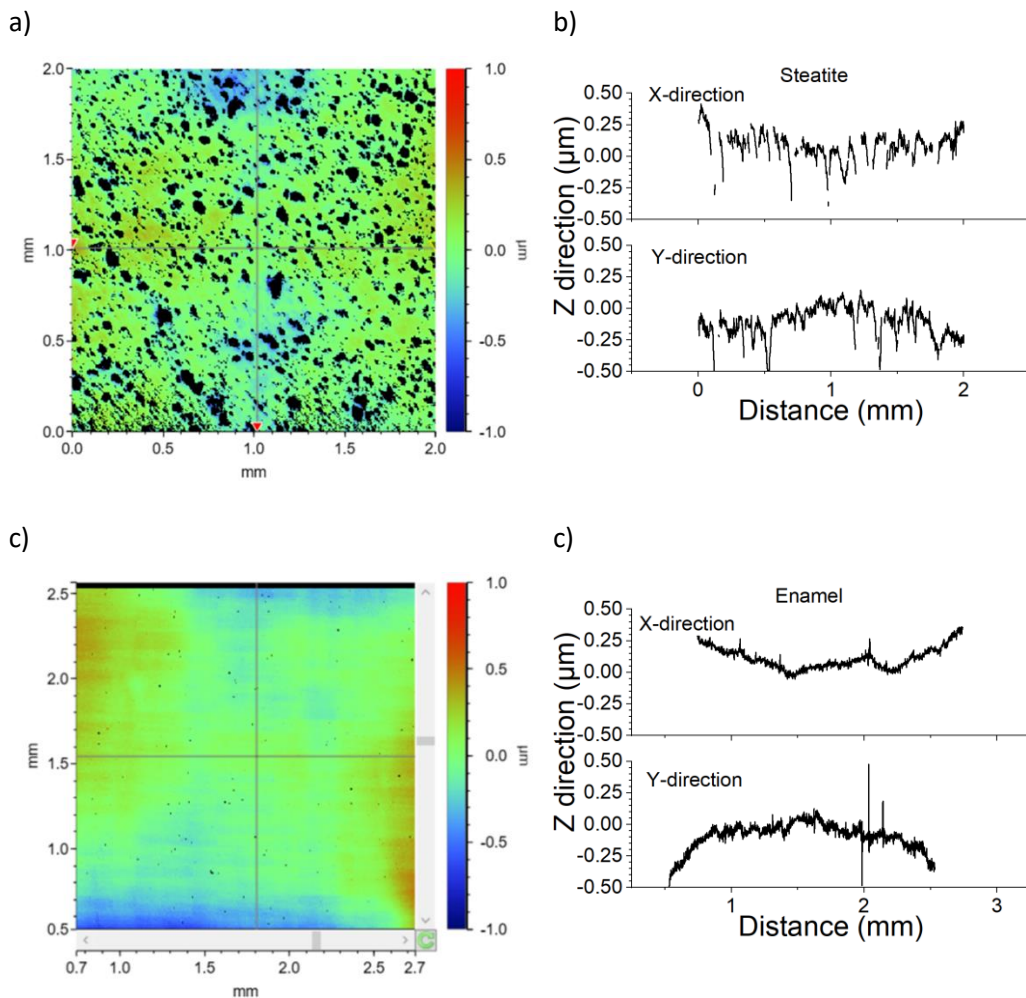 a)
b)
2.0
1.5
1.0
0.5
0.0
0.0 0.5 1.0 1.5 2.0
mm
mm
1.0
0.5
0.0
-0.5
-1.0
µm
Steatite
X-direction
0.50
0.25
0.00
-0.25
-0.50
Y-direction
0.50
0.25
0.00
-0.25
-0.50
Z direction (µm)
0 1 2
Distance (mm)
c)
c)
2.5
2.0
1.5
1.0
0.5
0.7 1.0 1.5 2.0 2.5 2.7
mm
mm
1.0
0.5
0.0
-0.5
-1.0
µm
Enamel
X-direction
0.50
0.25
0.00
-0.25
-0.50
Y-direction
0.50
0.25
0.00
-0.25
-0.50
Z direction (µm)
1 2 3
Distance (mm)